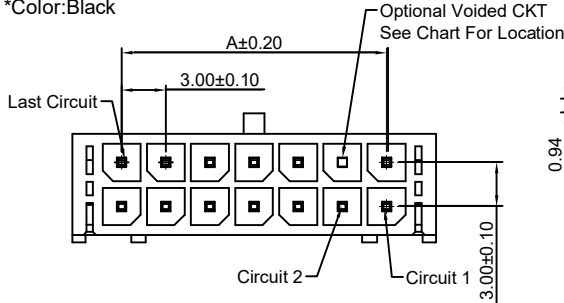 *Color:Black
Optional Voided CKT
See Chart For Location
A±0.20
3.00±0.10
Last Circuit
0.94
3.00±0.10
Circuit 2
Circuit 1